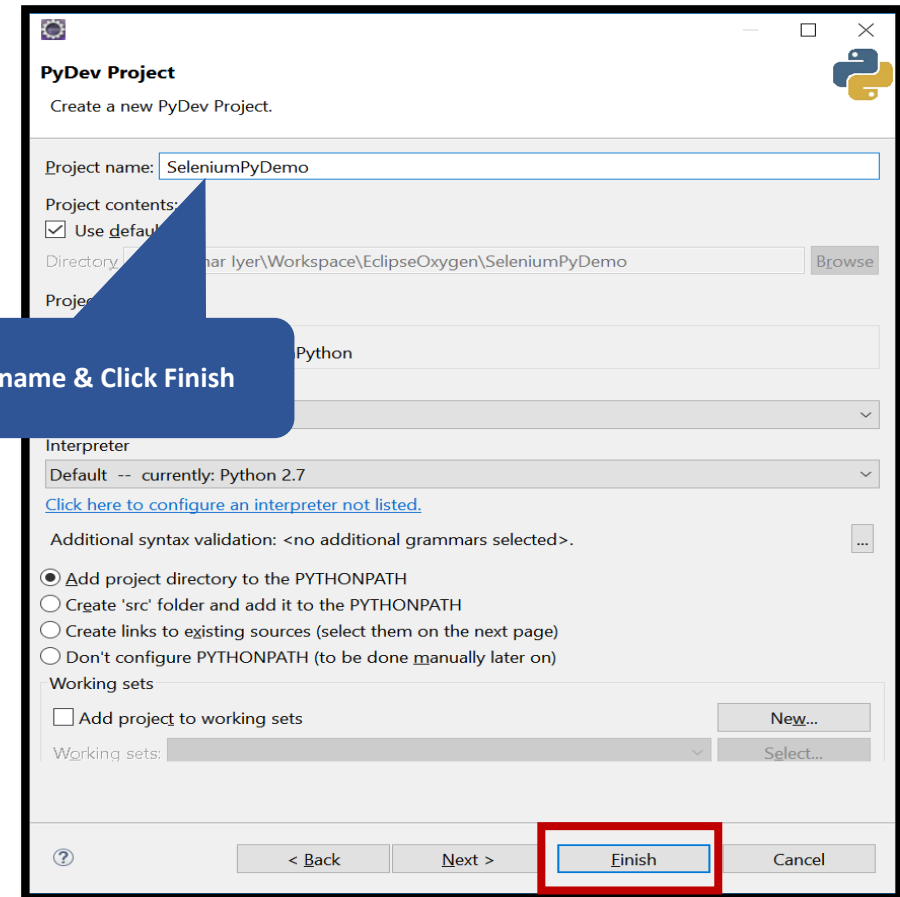 PyDev Project
Create a new PyDev Project.
Project name: SeleniumPyDemo
Project contents:
Use
Directory Iyer\Workspace\EclipseOxygen\SeleniumPyDemo Browse
Python
name & Click Finish
Interpreter
Default -- currently: Python 2.7
Click here to configure an interpreter not listed.
Additional syntax validation: <no additional grammars selected>. ...
Add project directory to the PYTHONPATH
Create 'src' folder and add it to the PYTHONPATH
Create links to existing sources (select them on the next page)
Don't configure PYTHONPATH (to be done manually later on)
Working sets
Add project to working sets New...
Working sets: Select...
? < Back Next > Finish Cancel